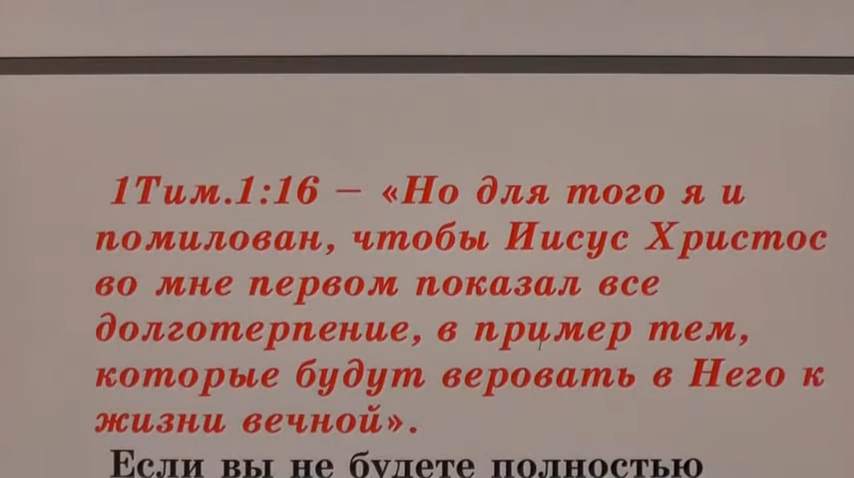 1Тим.1:16 – «Но для того я и
помилован, чтобы Иисус Христос
во мне первом показал все
долготерпение, в пример тем,
которые будут веровать в Него к
жизни вечной».
Если вы не будете полностью